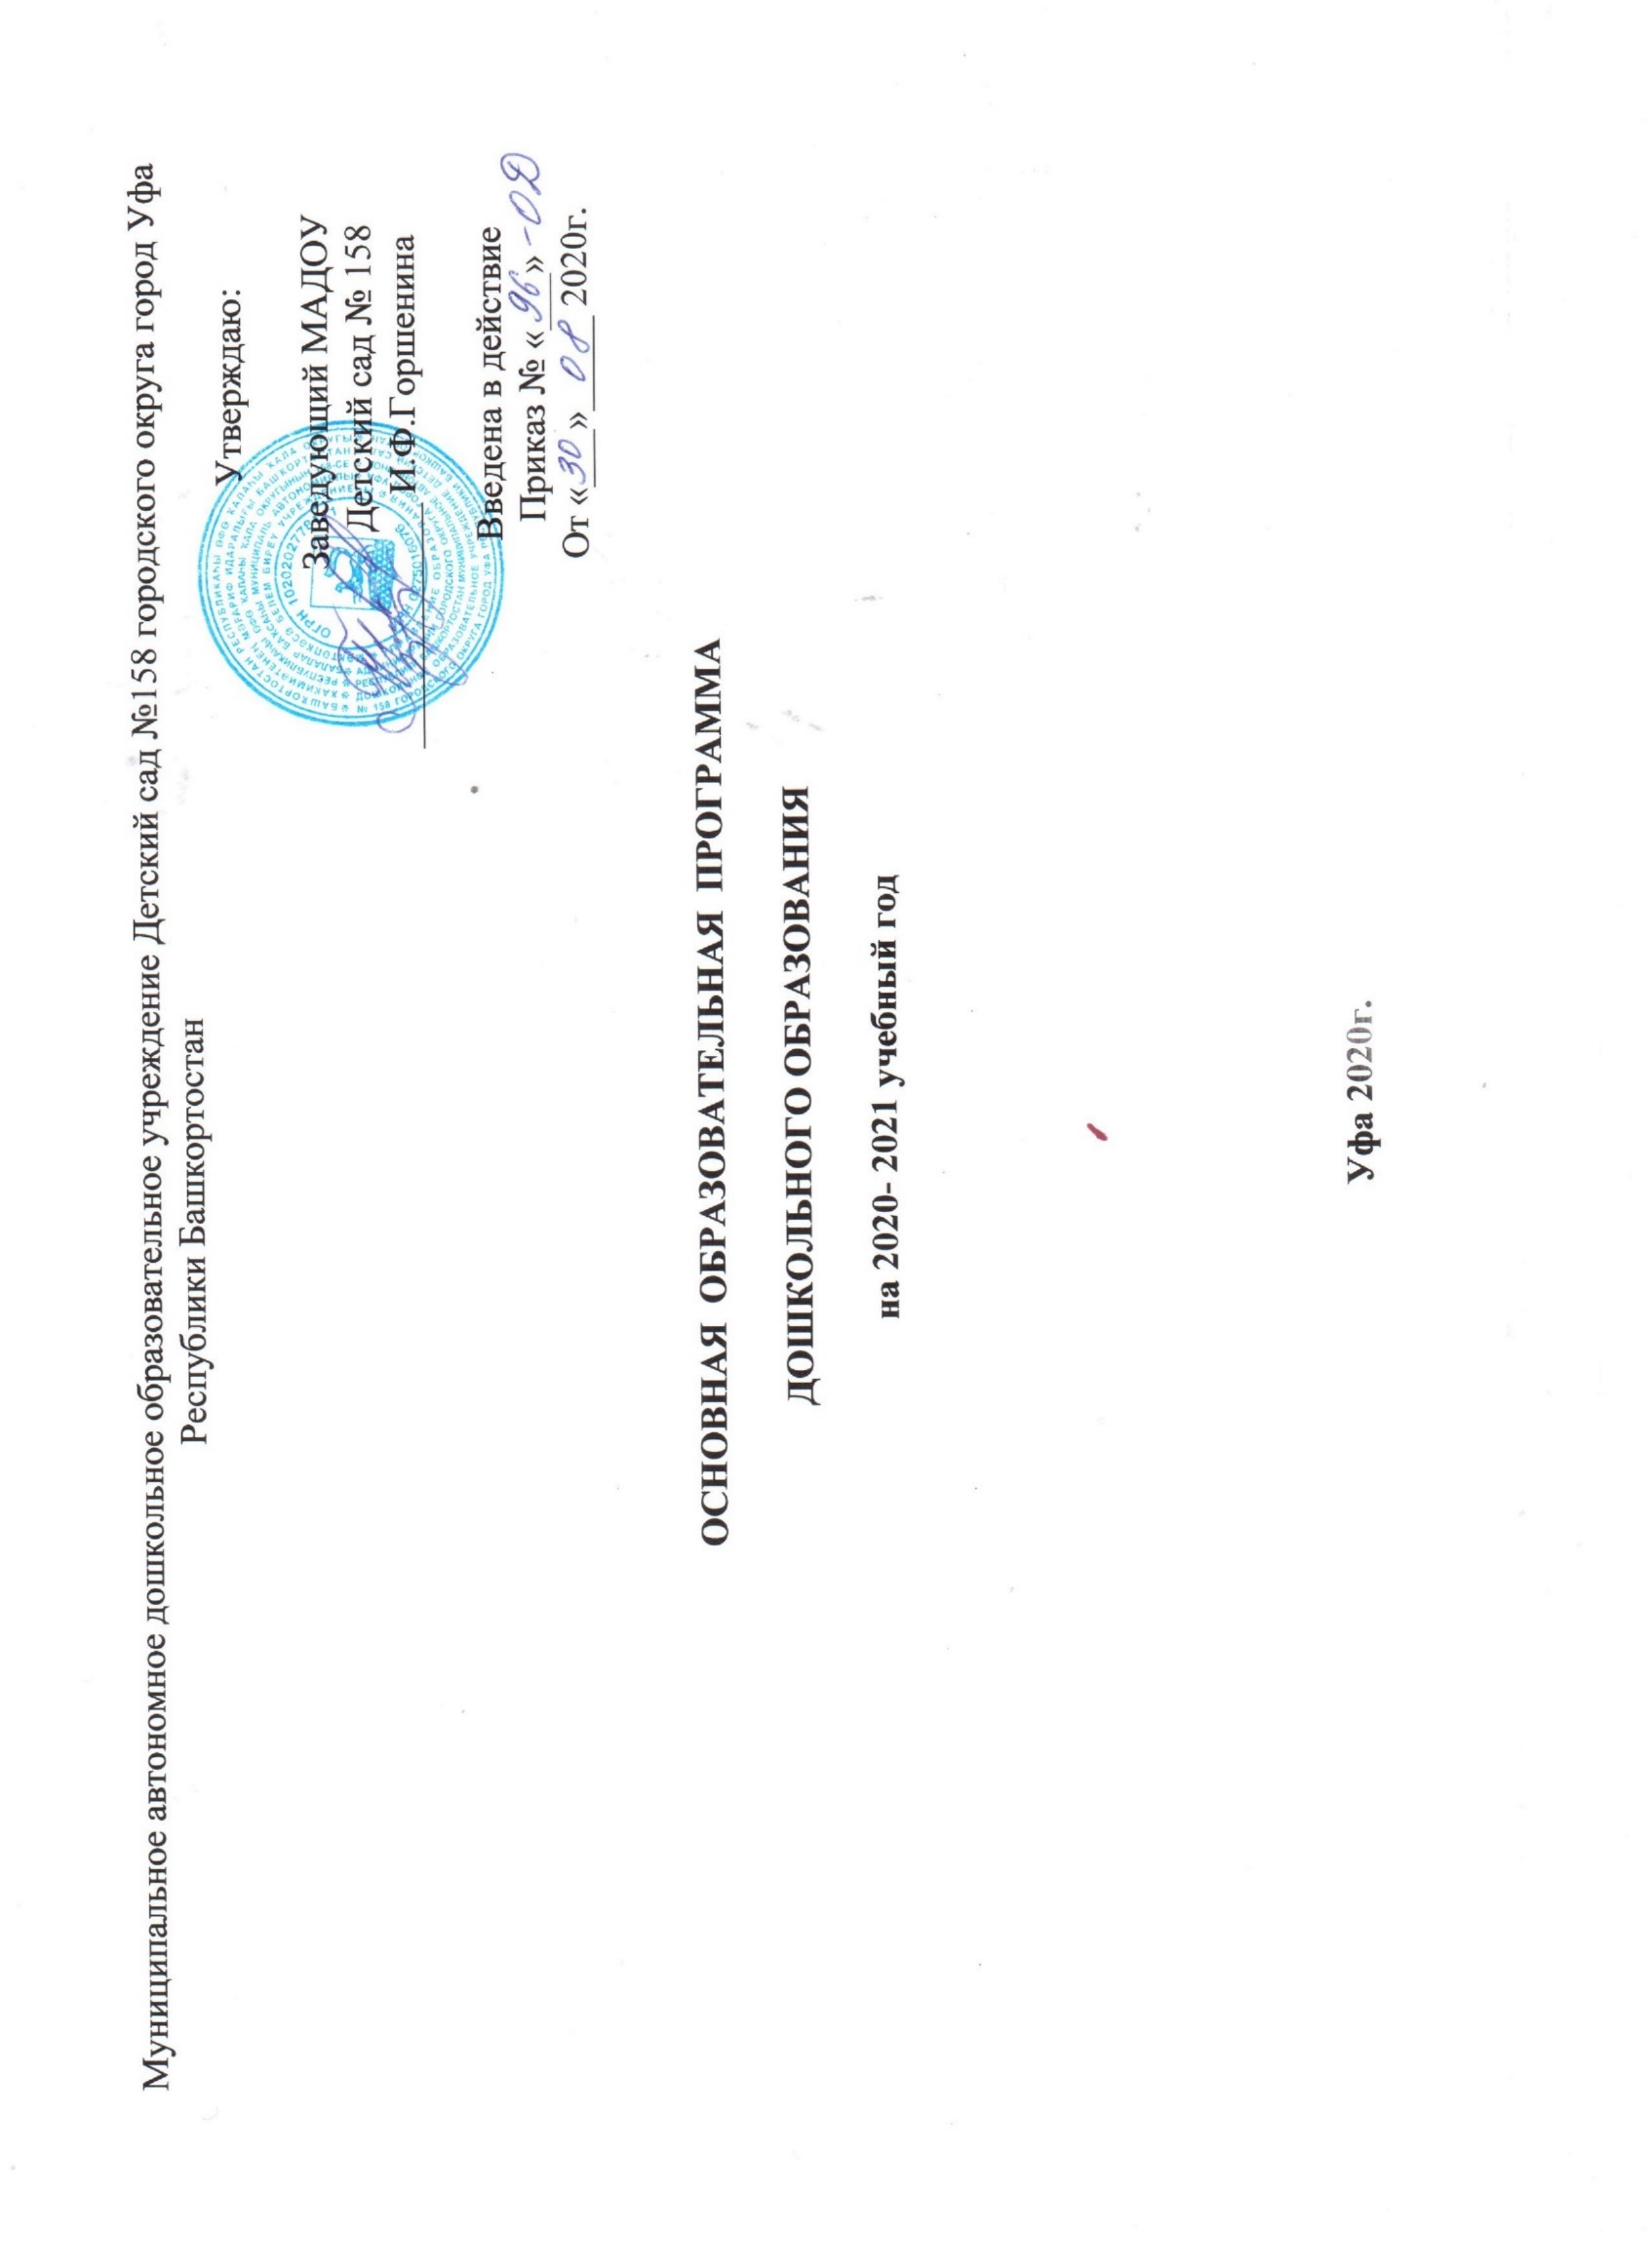 Муниципальное автономное дошкольное образовательное учреждение Детский сад №158 городского округа город Уфа
Республики Башкортостан
Утверждаю:
Заведующий МАДОУ
Детский сад № 158
И.Ф.Горшенина
Введена в действие
Приказ № « 96 » -ОД
От «30» 08 2020г.
ОСНОВНАЯ ОБРАЗОВАТЕЛЬНАЯ ПРОГРАММА
ДОШКОЛЬНОГО ОБРАЗОВАНИЯ
на 2020- 2021 учебный год
Уфа 2020г.